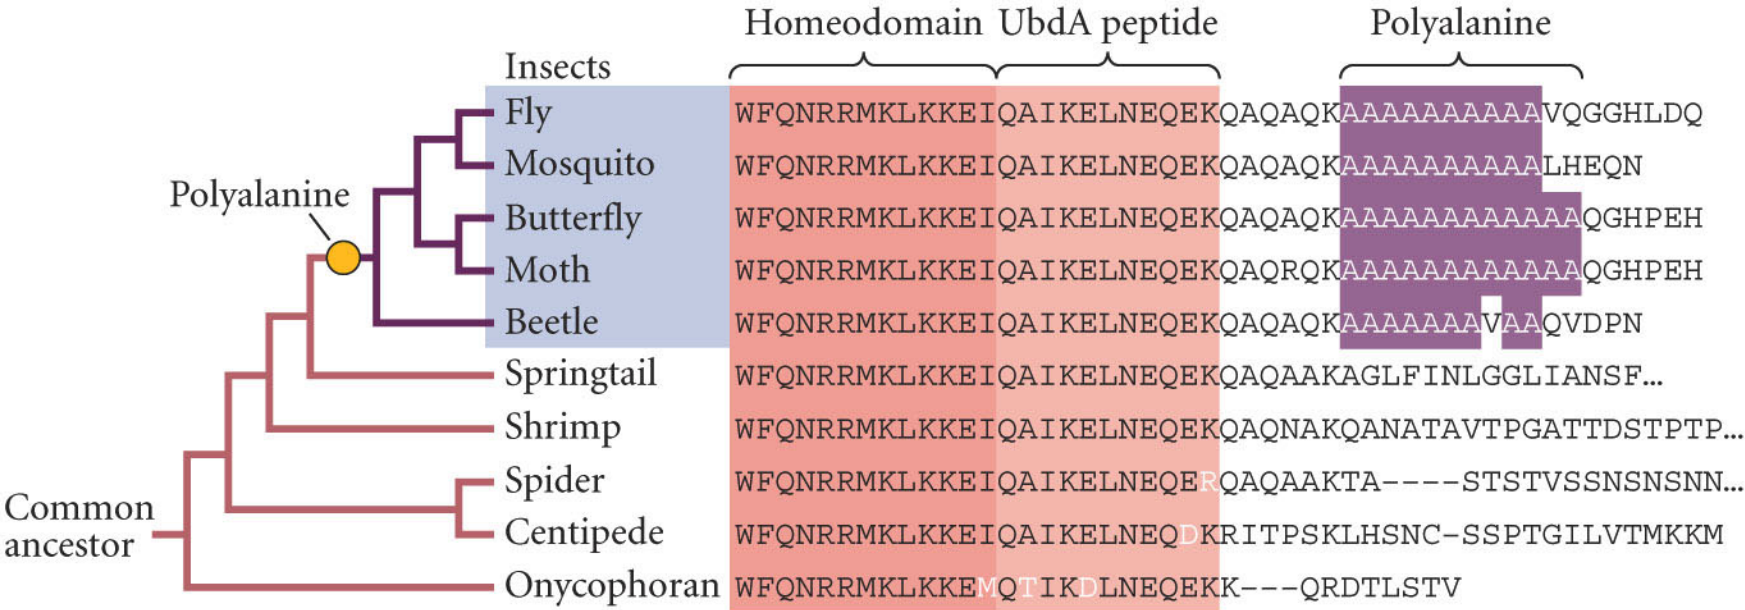 Homeodomain UbdA peptide Polyalanine
Insects
Fly WFQNRRMKLKKEIQAIKELNEQEKQAQAQKAAAAAAAAAAVQGGHLDQ
Mosquito WFQNRRMKLKKEIQAIKELNEQEKQAQAQKAAAAAAAAAALHEQN
Polyalanine
Butterfly WFQNRRMKLKKEIQAIKELNEQEKQAQAQKAAAAAAAAAAAAQGHPEH
Moth WFQNRRMKLKKEIQAIKELNEQEKQAQRQKAAAAAAAAAAAAQGHPEH
Beetle WFQNRRMKLKKEIQAIKELNEQEKQAQAQKAAAAAAAVAAQVDPN
Springtail WFQNRRMKLKKEIQAIKELNEQEKQAQAAKAGLFINLGGLIANSF…
Shrimp WFQNRRMKLKKEIQAIKELNEQEKQAQNAKQANATAVTPGATTDSTPTP…
Spider WFQNRRMKLKKEIQAIKELNEQERQAQAAKTA----STSTVSSNSNSNN…
Common
ancestor
Centipede WFQNRRMKLKKEIQAIKELNEQDKRITPSKLHSNC-SSPTGILVTMKKM
Onycophoran WFQNRRMKLKKEMQTIKDLNEQEKK---QRDTLSTV